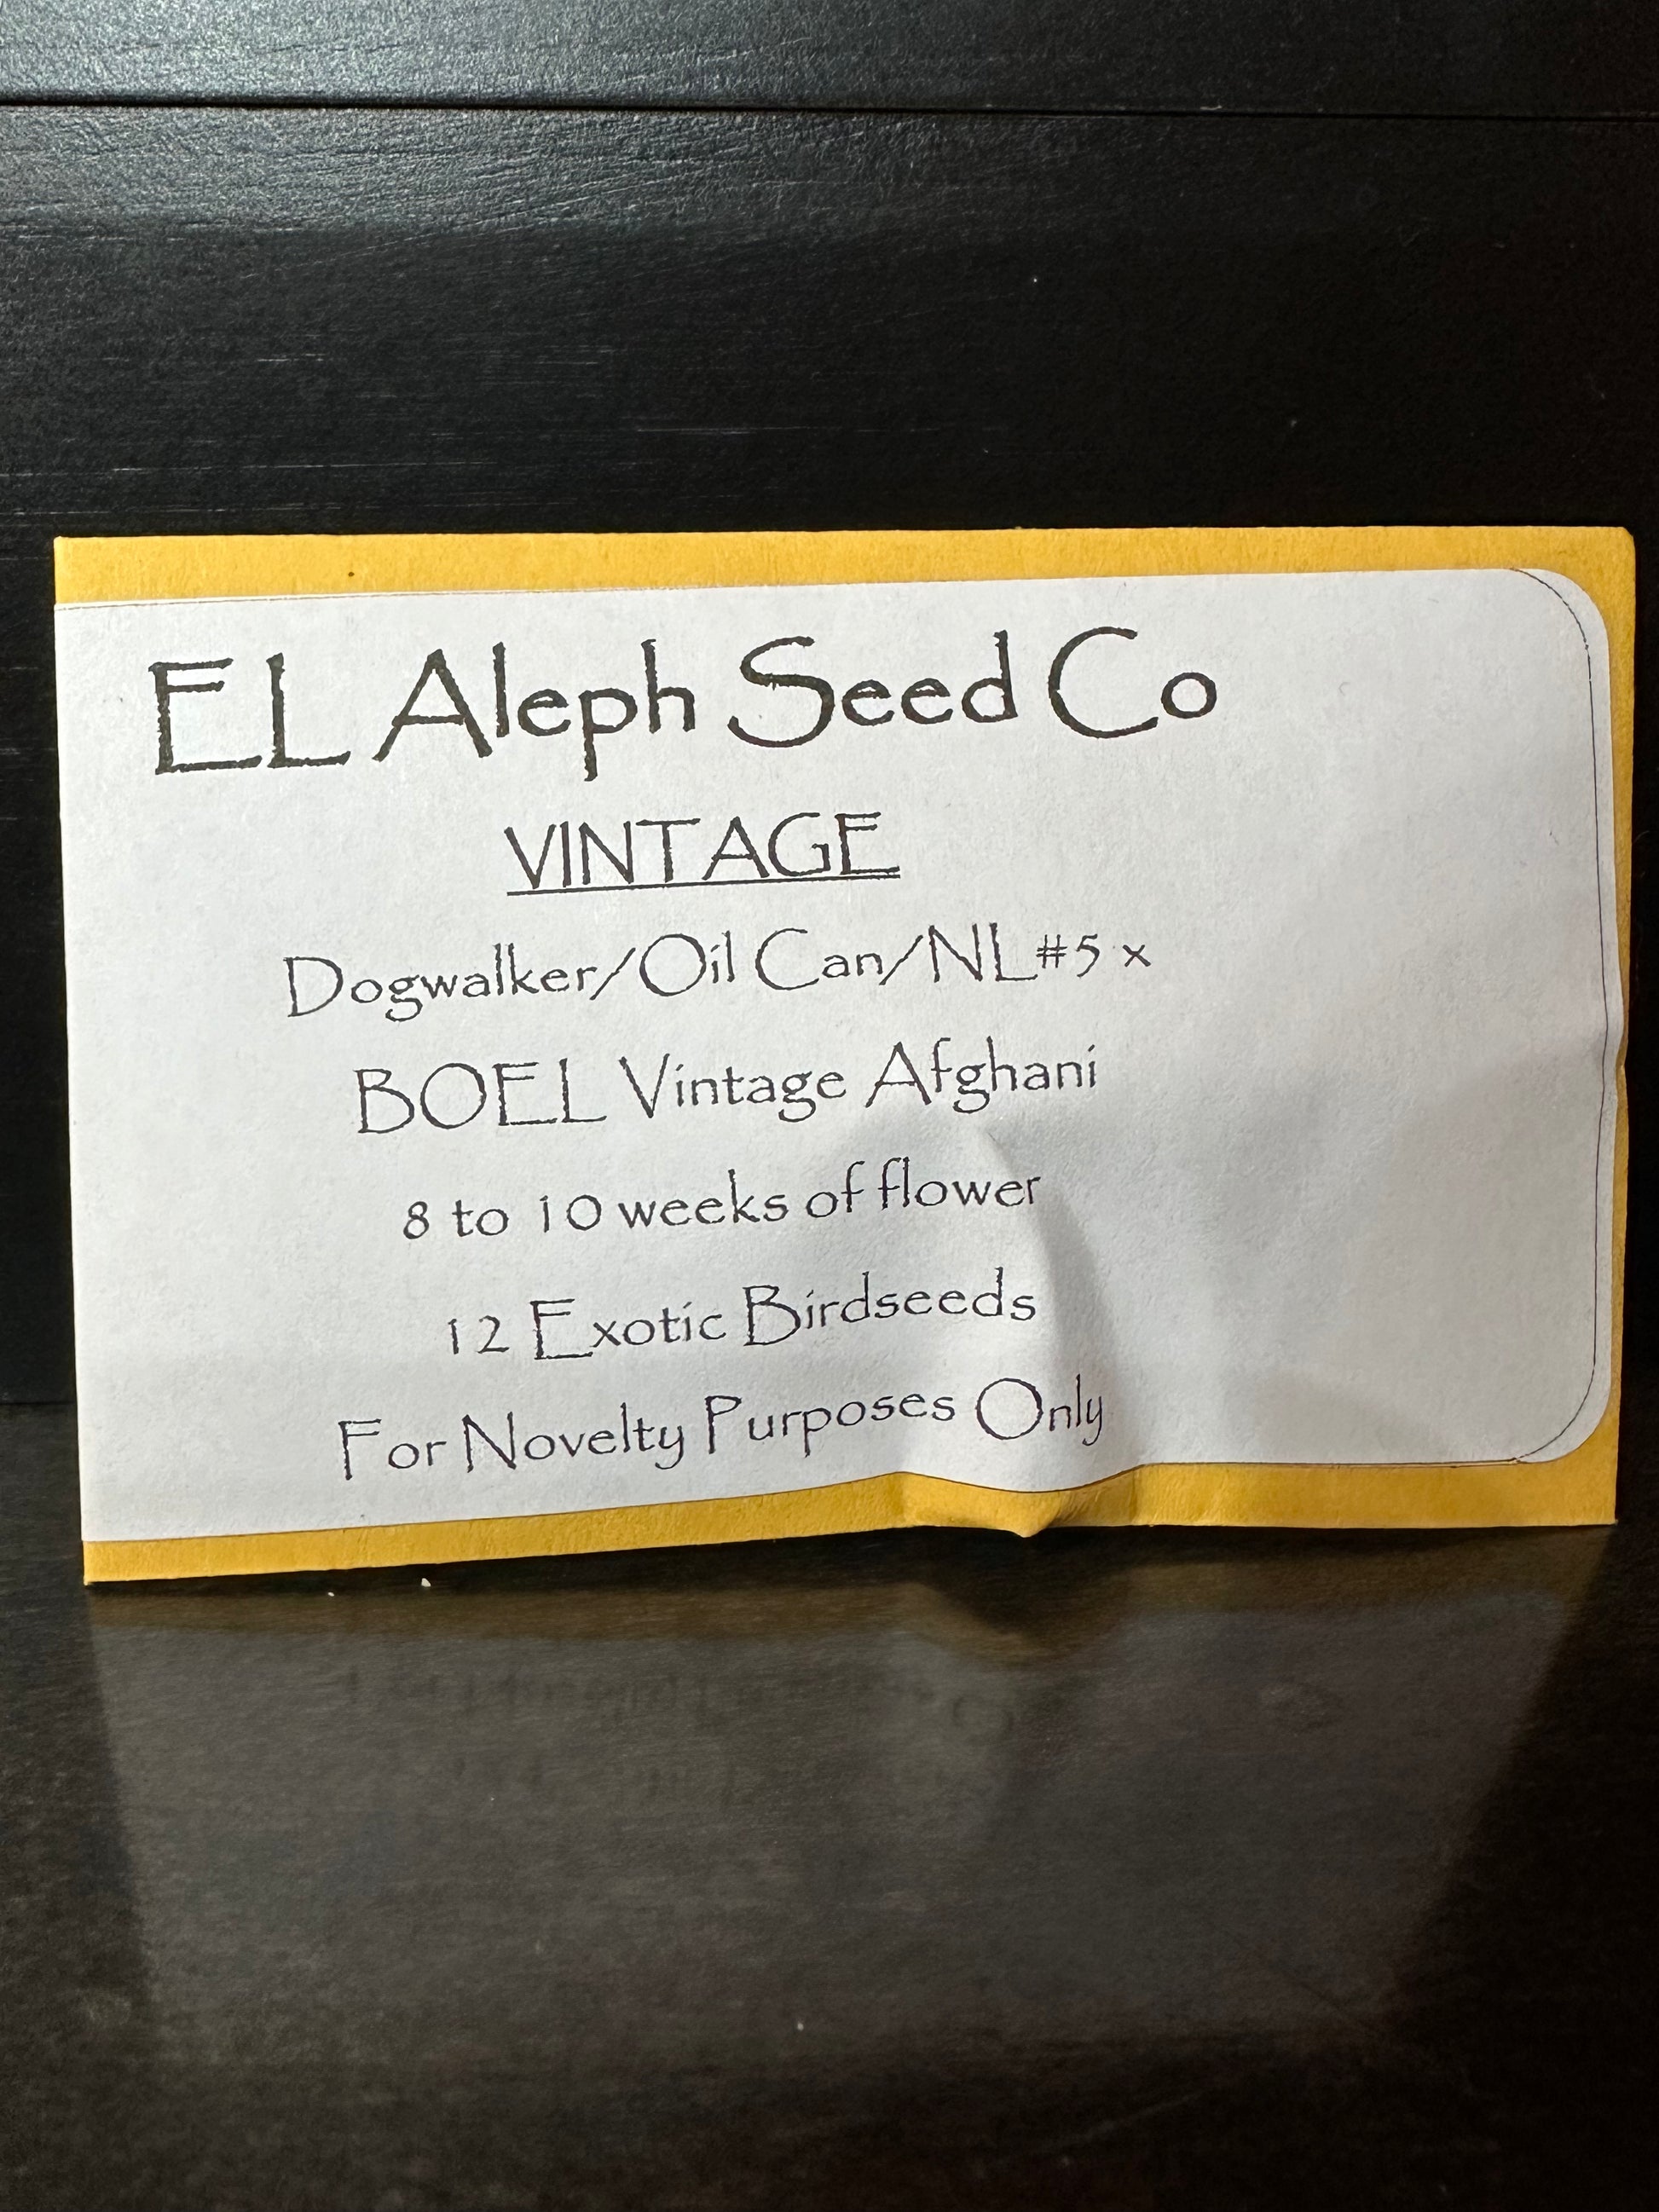 EL Aleph Seed Co
VINTAGE
Dogwalker/Oil Can/NL#5 x
BOEL Vintage Afghani
8 to 10 weeks of flower
12 Exotic Birdseeds
For Novelty Purposes Only